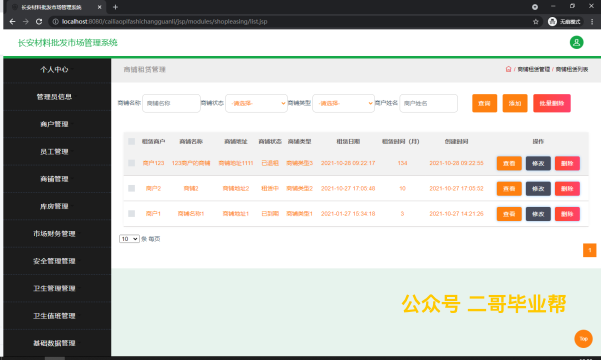 长安材料批发市场管理系统
localhost:8080/cailiaopifashichangguanli/jsp/modules/shopleasing/list.jsp
无痕模式
长安材料批发市场管理系统
个人中心
管理员信息
商户管理
员工管理
商铺管理
库房管理
市场财务管理
安全管理管理
卫生管理管理
卫生值班管理
基础数据管理
商铺租赁管理
/ 商铺租赁管理 / 商铺租赁列表
商铺名称 商铺名称 商铺状态 -请选择- 商铺类型 -请选择- 商户姓名 商户姓名 查询 添加 批量删除
租赁商户 商铺名称 商铺地址 商铺状态 商铺类型 租赁日期 租赁时间（月） 创建时间 操作
商户123 123商户的商铺 商铺地址1111 已退租 商铺类型3 2021-10-28 09:22:17 134 2021-10-28 09:22:55 查看 修改 删除
商户2 商铺2 商铺地址2 租赁中 商铺类型2 2021-10-27 17:05:48 10 2021-10-27 17:05:52 查看 修改 删除
商户1 商铺名称1 商铺地址1 已到期 商铺类型1 2021-01-27 15:34:18 3 2021-10-27 14:21:26 查看 修改 删除
10 条 每页
1
公众号 二哥毕业帮
Top